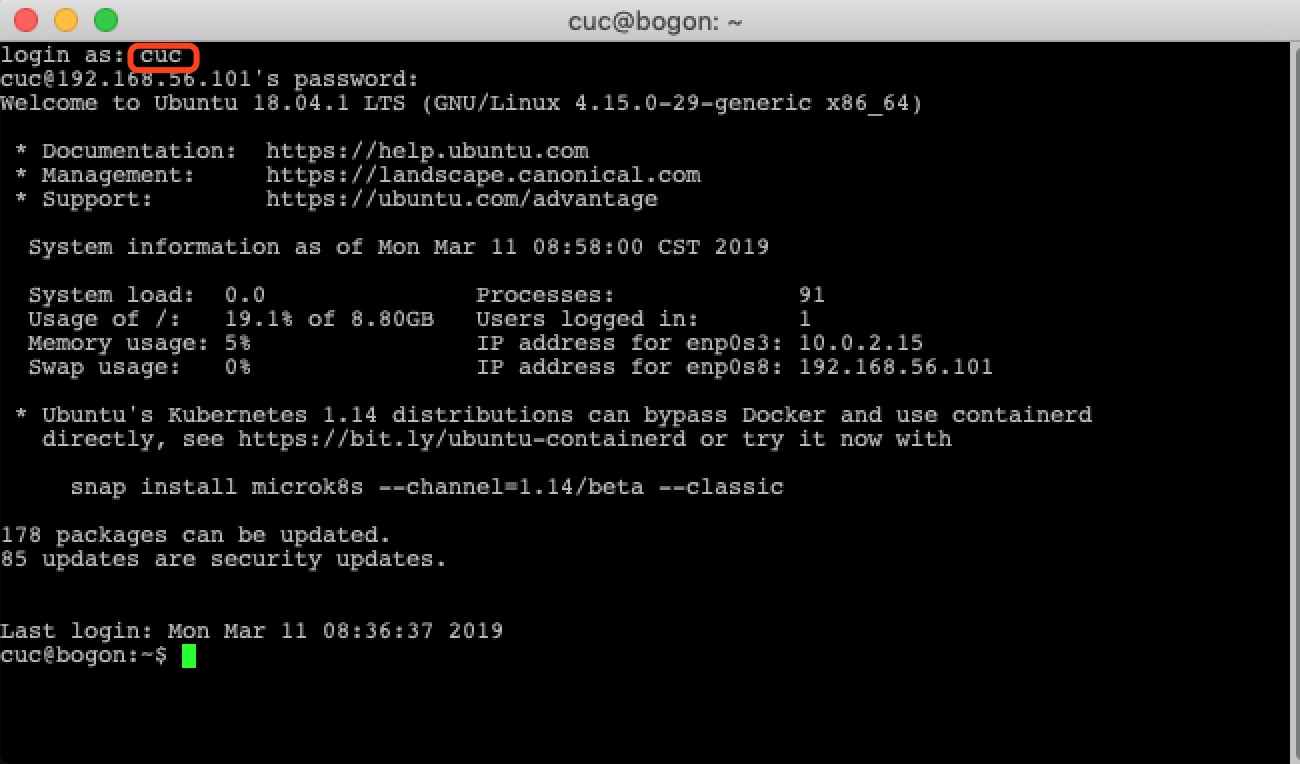 cuc@bogon: ~
login as: cuc
cuc@192.168.56.101's password:
Welcome to Ubuntu 18.04.1 LTS (GNU/Linux 4.15.0-29-generic x86_64)
* Documentation:  https://help.ubuntu.com
* Management:     https://landscape.canonical.com
* Support:        https://ubuntu.com/advantage
System information as of Mon Mar 11 08:58:00 CST 2019
System load:  0.0               Processes:             91
Usage of /:   19.1% of 8.80GB   Users logged in:       1
Memory usage: 5%                IP address for enp0s3: 10.0.2.15
Swap usage:   0%                IP address for enp0s8: 192.168.56.101
* Ubuntu's Kubernetes 1.14 distributions can bypass Docker and use containerd
directly, see https://bit.ly/ubuntu-containerd or try it now with
snap install microk8s --channel=1.14/beta --classic
178 packages can be updated.
85 updates are security updates.
Last login: Mon Mar 11 08:36:37 2019
cuc@bogon:~$